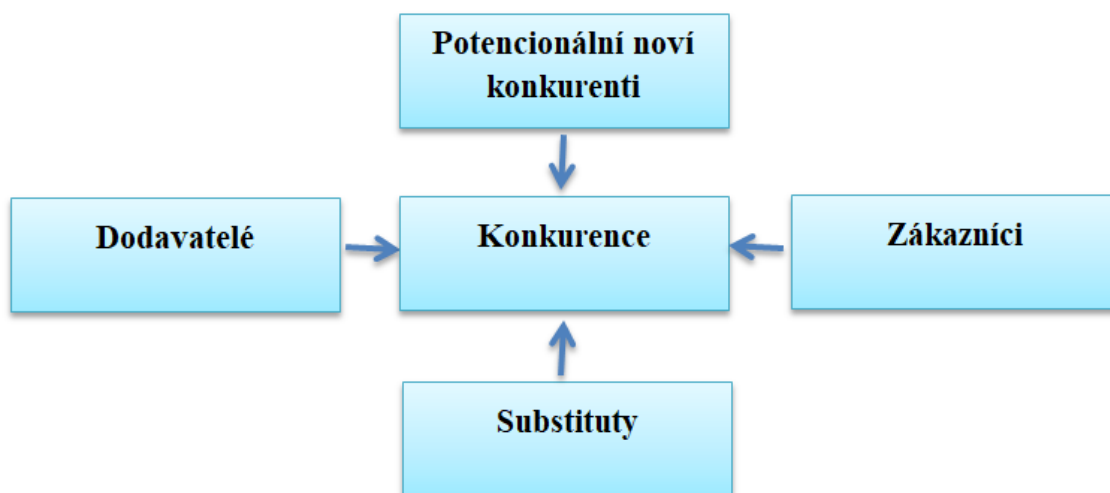 Potencionální noví
konkurenti
Dodavatelé
Konkurence
Zákazníci
Substituty